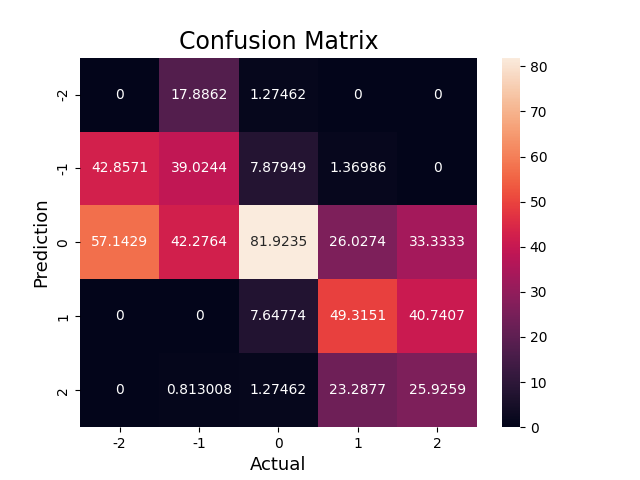 Confusion Matrix
-2 0 17.8862 1.27462 0 0
-1 42.8571 39.0244 7.87949 1.36986 0
0 57.1429 42.2764 81.9235 26.0274 33.3333
1 0 0 7.64774 49.3151 40.7407
2 0 0.813008 1.27462 23.2877 25.9259
-2 -1 0 1 2
Prediction
Actual
80
70
60
50
40
30
20
10
0